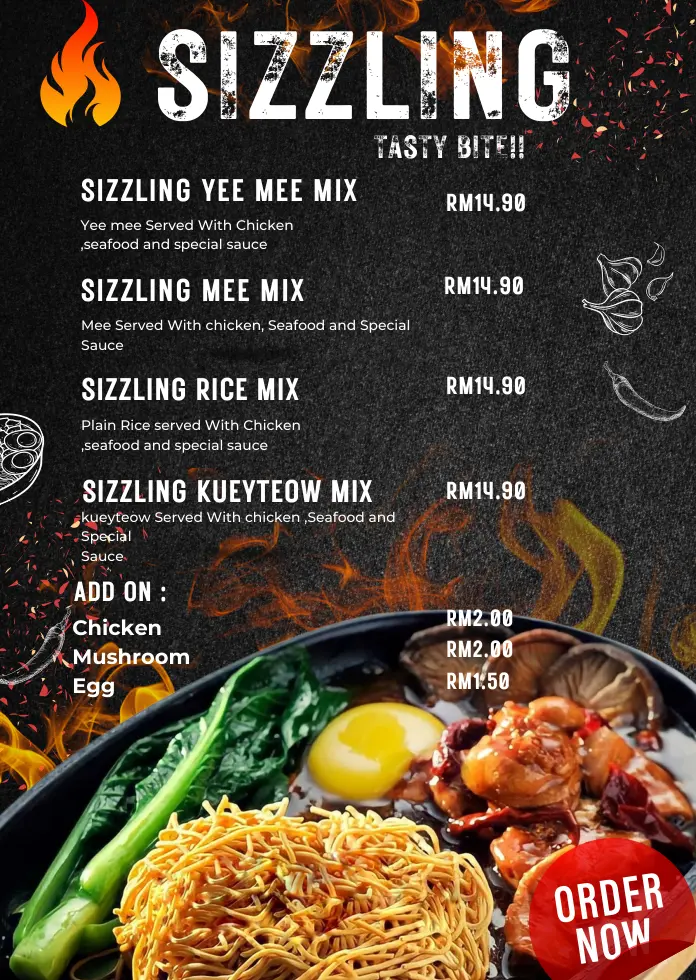 SIZZLING
TASTY BITE!!
SIZZLING YEE MEE MIX
RM14.90
Yee mee Served With Chicken
,seafood and special sauce
SIZZLING MEE MIX
RM14.90
Mee Served With chicken, Seafood and Special
Sauce
SIZZLING RICE MIX
RM14.90
Plain Rice served With Chicken
,seafood and special sauce
SIZZLING KUEYTEOW MIX
RM14.90
kueyteow Served With chicken ,Seafood and
Special
Sauce
ADD ON :
Chicken
RM2.00
Mushroom
RM2.00
Egg
RM1.50
ORDER
NOW